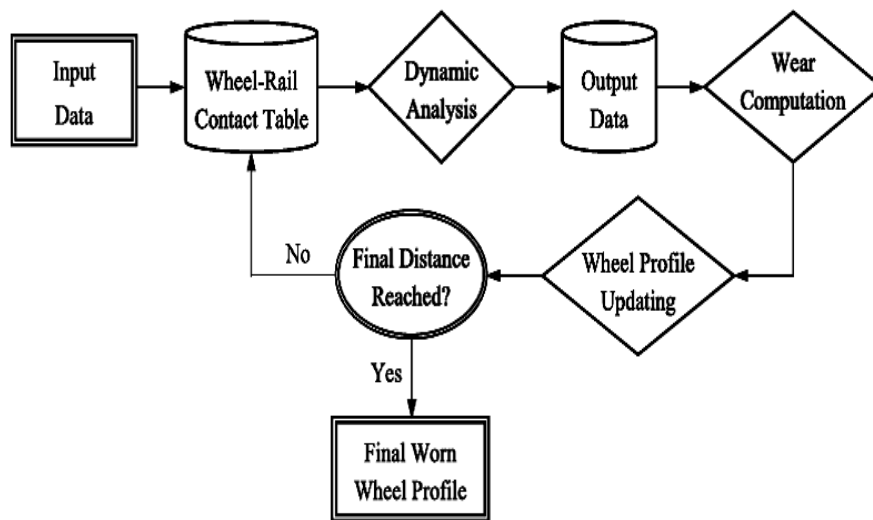 Input
Data
Wheel-Rail
Contact Table
Dynamic
Analysis
Output
Data
Wear
Computation
Wheel Profile
Updating
Final Distance
Reached?
No
Yes
Final Worn
Wheel Profile